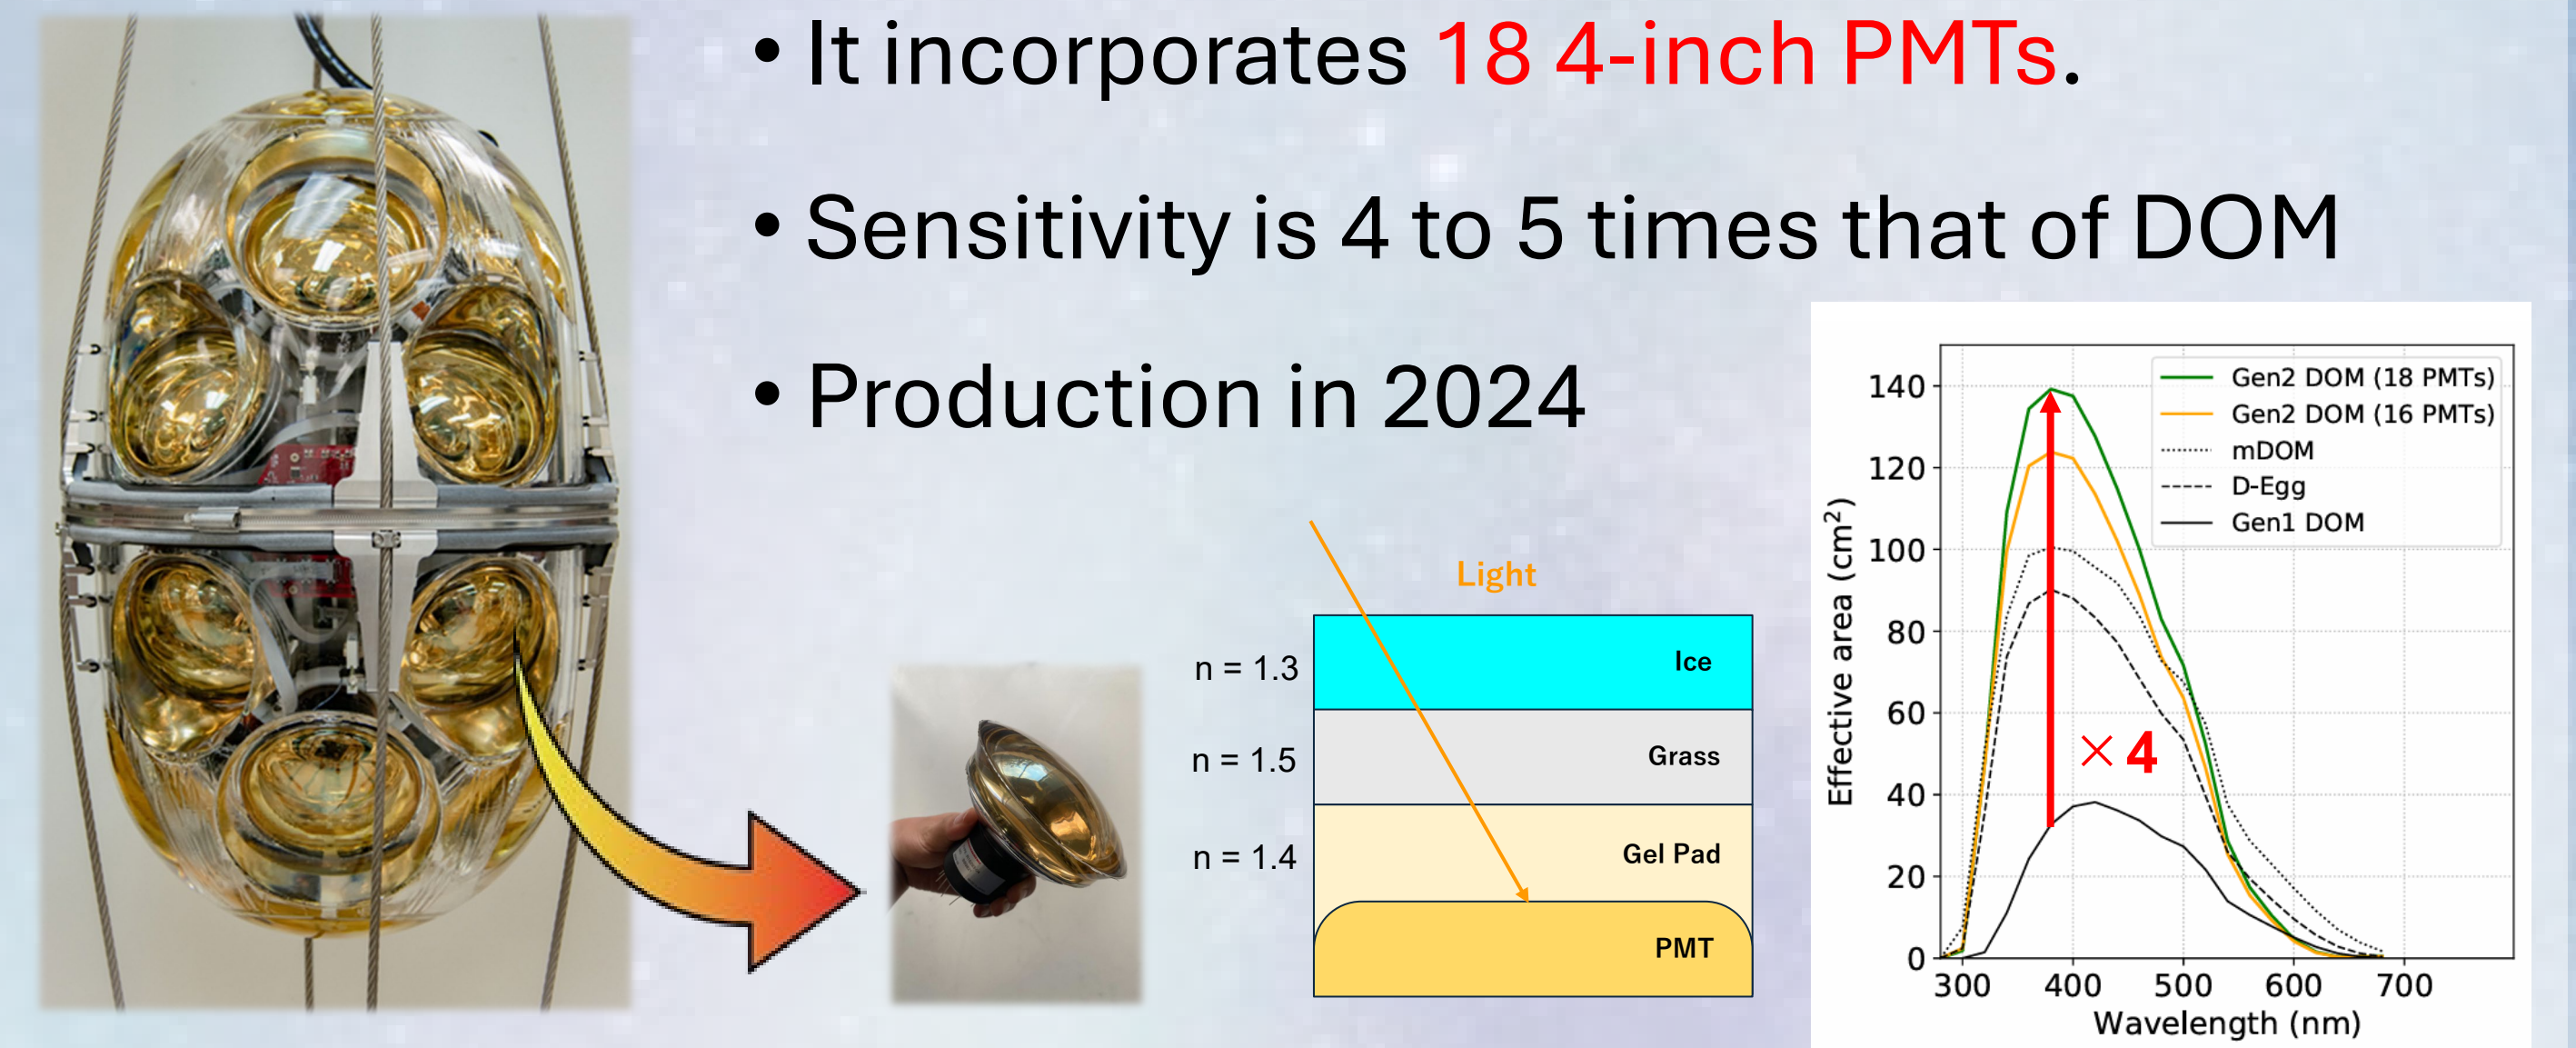 • It incorporates 18 4-inch PMTs.
• Sensitivity is 4 to 5 times that of DOM
• Production in 2024
Light
n = 1.3
Ice
n = 1.5
Grass
n = 1.4
Gel Pad
PMT
Effective area (cm²)
140
120
100
80
60
40
20
0
Gen2 DOM (18 PMTs)
Gen2 DOM (16 PMTs)
mDOM
D-Egg
Gen1 DOM
× 4
300 400 500 600 700
Wavelength (nm)